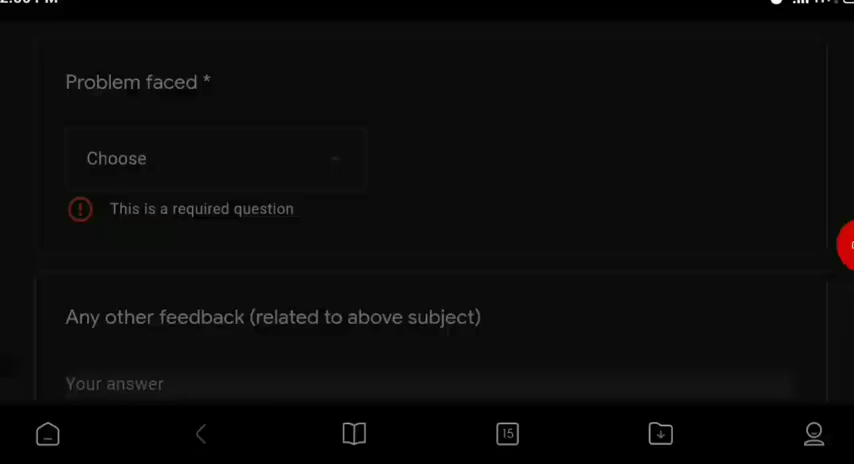 Problem faced *
Choose
This is a required question
Any other feedback (related to above subject)
Your answer
15